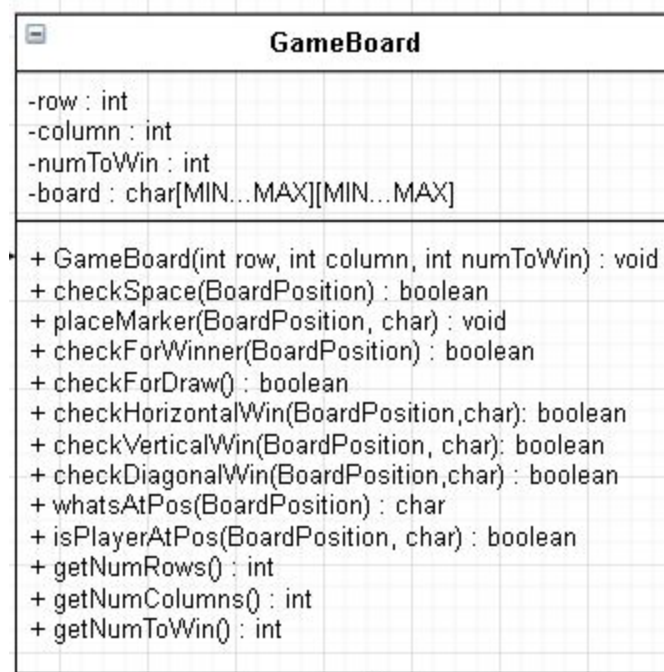 GameBoard
-row : int
-column : int
-numToWin : int
-board : char[MIN...MAX][MIN...MAX]
+ GameBoard(int row, int column, int numToWin) : void
+ checkSpace(BoardPosition) : boolean
+ placeMarker(BoardPosition, char) : void
+ checkForWinner(BoardPosition) : boolean
+ checkForDraw() : boolean
+ checkHorizontalWin(BoardPosition,char): boolean
+ checkVerticalWin(BoardPosition, char): boolean
+ checkDiagonalWin(BoardPosition,char) : boolean
+ whatsAtPos(BoardPosition) : char
+ isPlayerAtPos(BoardPosition, char) : boolean
+ getNumRows() : int
+ getNumColumns() : int
+ getNumToWin() : int